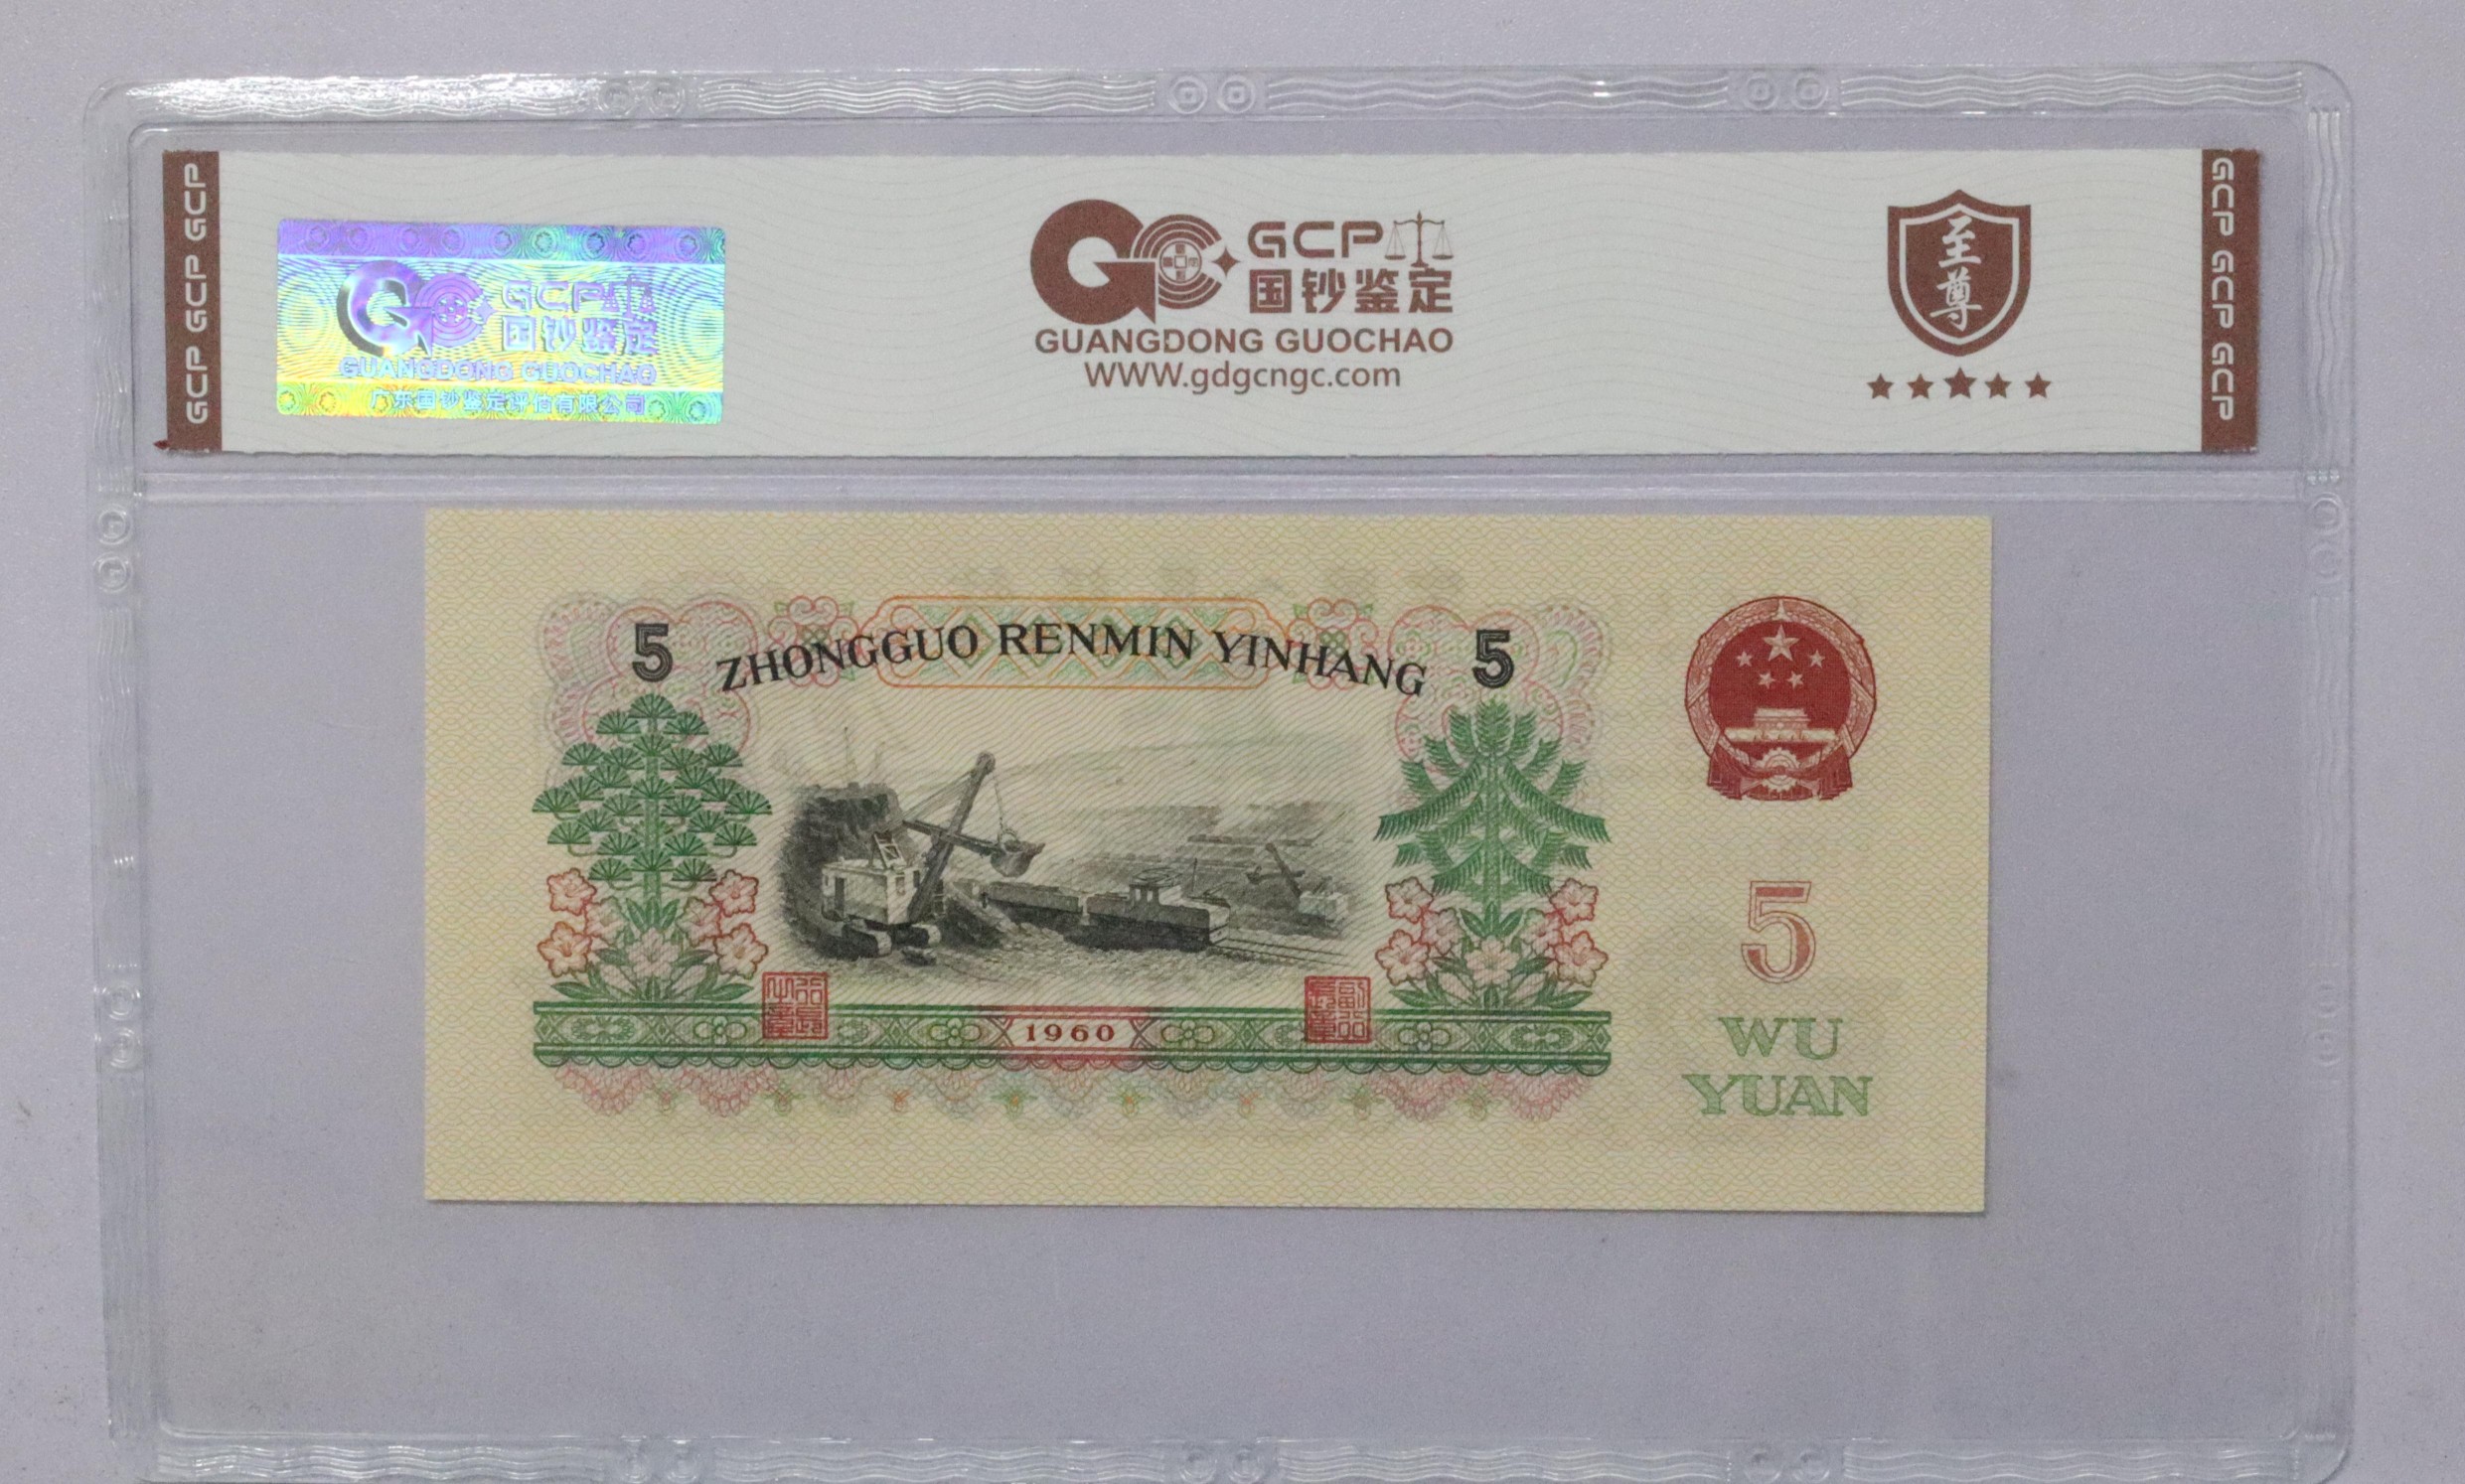 GCP GCP GCP
GCP
国钞鉴定
GUANGDONG GUOCHAO
广东国钞鉴定评估有限公司
GCP
国钞鉴定
GUANGDONG GUOCHAO
WWW.gdgcngc.com
至尊
GCP GCP GCP
5 ZHONGGUO RENMIN YINHANG 5
1960
5
WU
YUAN